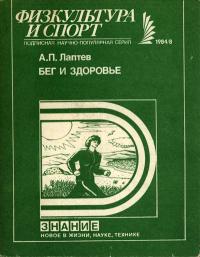 ФИЗКУЛЬТУРА
И СПОРТ
ПОДПИСНАЯ НАУЧНО-ПОПУЛЯРНАЯ СЕРИЯ
1984/8
А.П. Лаптев
БЕГ И ЗДОРОВЬЕ
ЗНАНИЕ
НОВОЕ В ЖИЗНИ, НАУКЕ, ТЕХНИКЕ